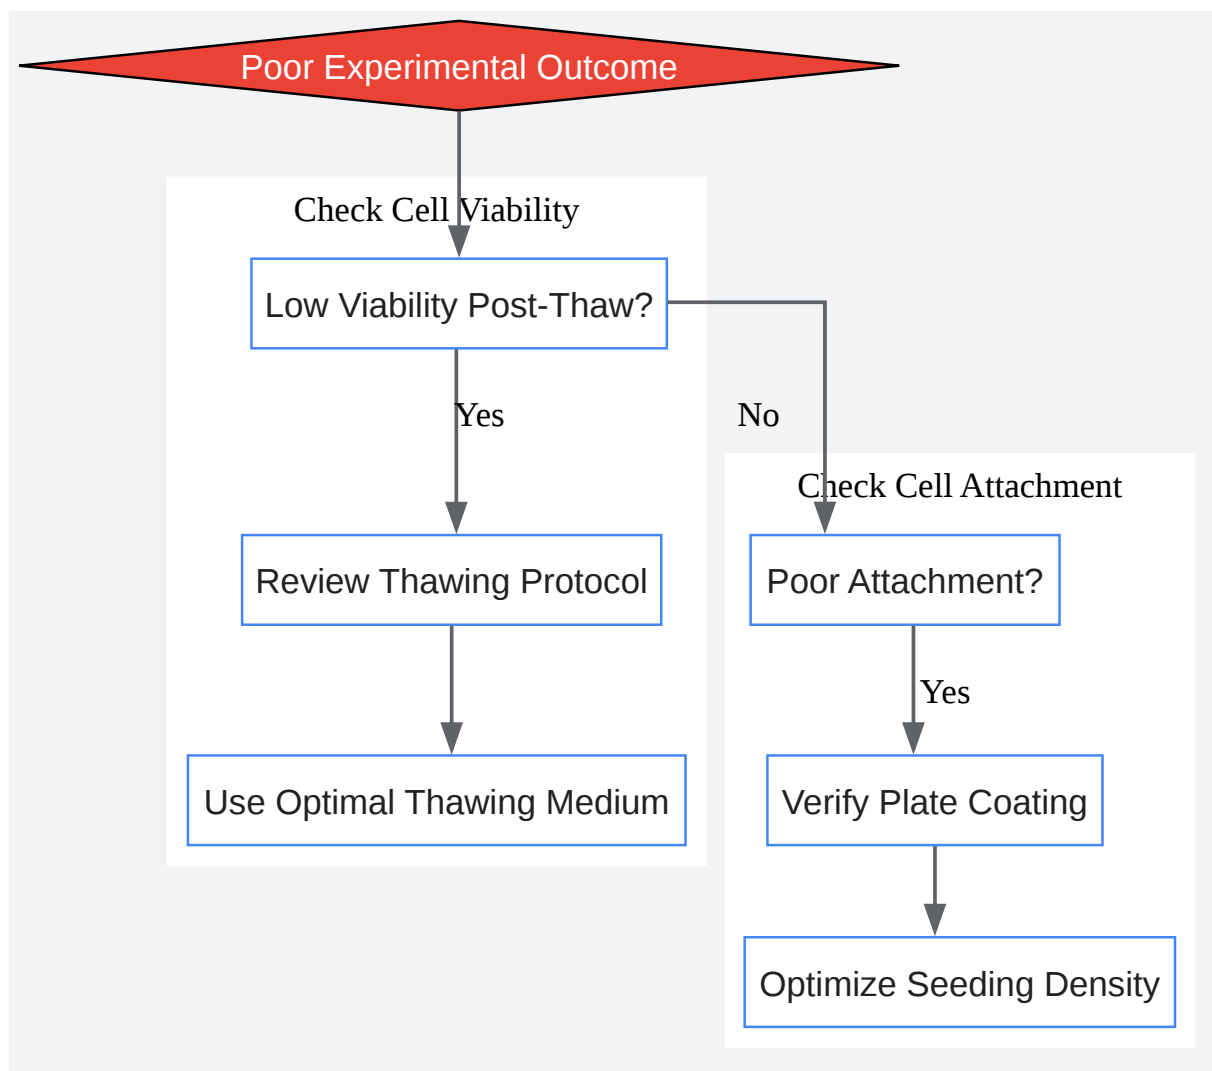 Poor Experimental Outcome
Check Cell Viability
Low Viability Post-Thaw?
Yes
No
Check Cell Attachment
Review Thawing Protocol
Poor Attachment?
Yes
Use Optimal Thawing Medium
Verify Plate Coating
Optimize Seeding Density